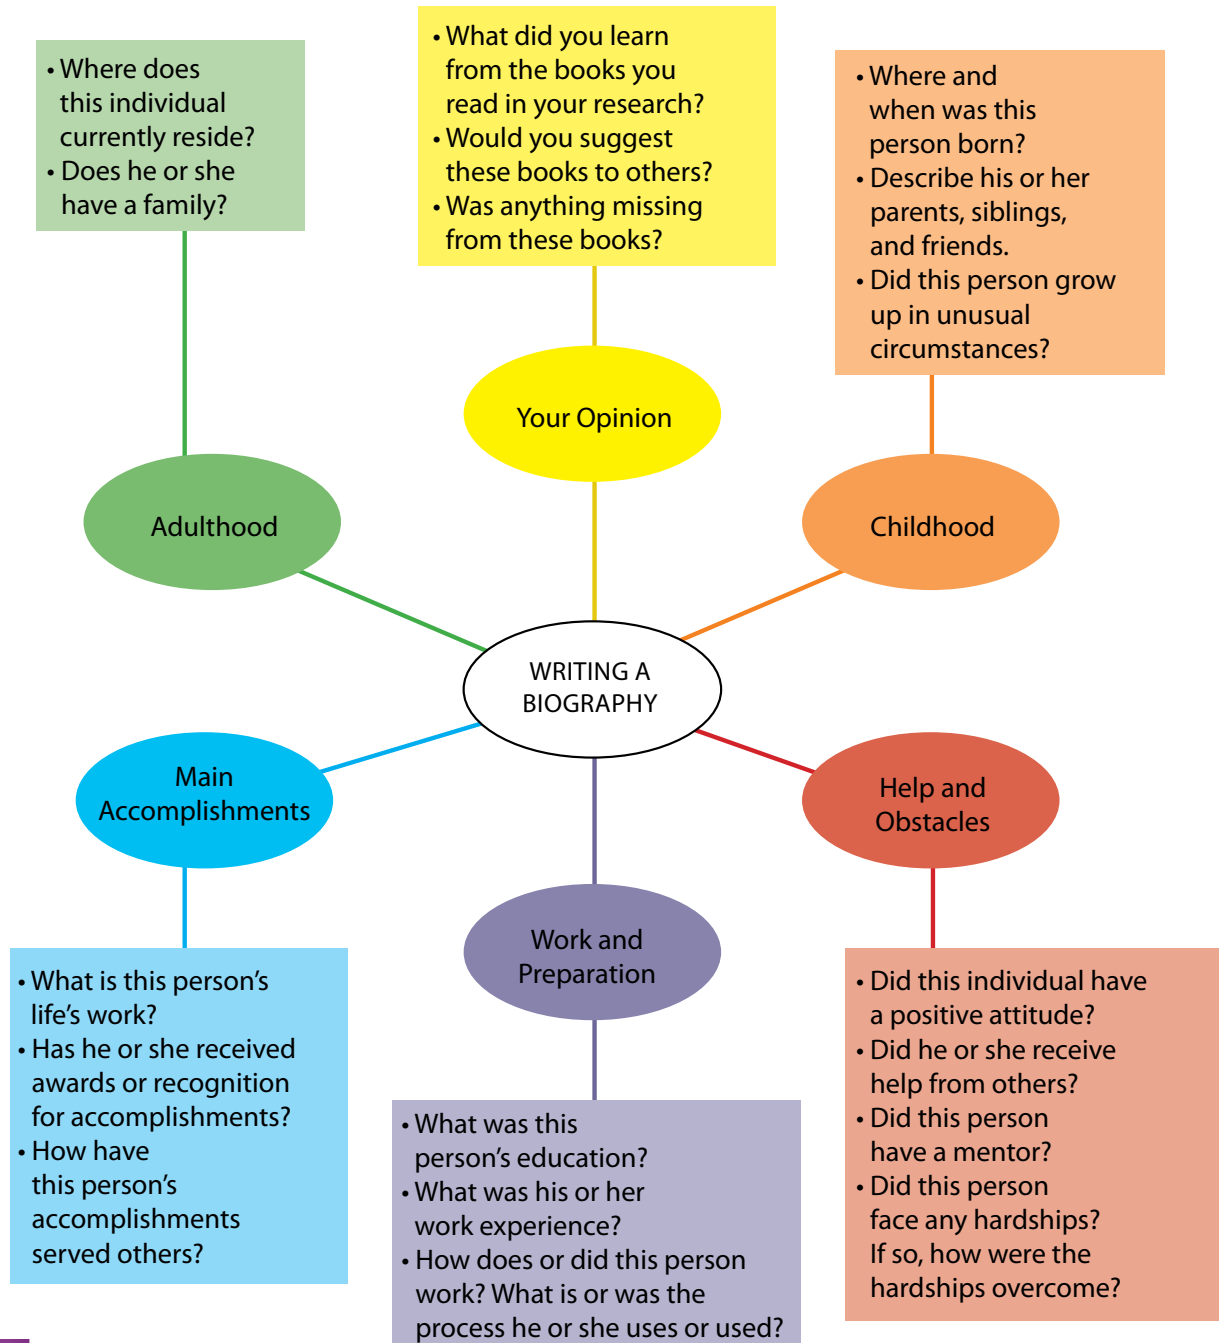 • Where does
this individual
currently reside?
• Does he or she
have a family?
• What did you learn
from the books you
read in your research?
• Would you suggest
these books to others?
• Was anything missing
from these books?
• Where and
when was this
person born?
• Describe his or her
parents, siblings,
and friends.
• Did this person grow
up in unusual
circumstances?
Adulthood
Your Opinion
Childhood
WRITING A
BIOGRAPHY
Main
Accomplishments
Work and
Preparation
Help and
Obstacles
• What is this person’s
life’s work?
• Has he or she received
awards or recognition
for accomplishments?
• How have
this person’s
accomplishments
served others?
• What was this
person’s education?
• What was his or her
work experience?
• How does or did this person
work? What is or was the
process he or she uses or used?
• Did this individual have
a positive attitude?
• Did he or she receive
help from others?
• Did this person
have a mentor?
• Did this person
face any hardships?
If so, how were the
hardships overcome?